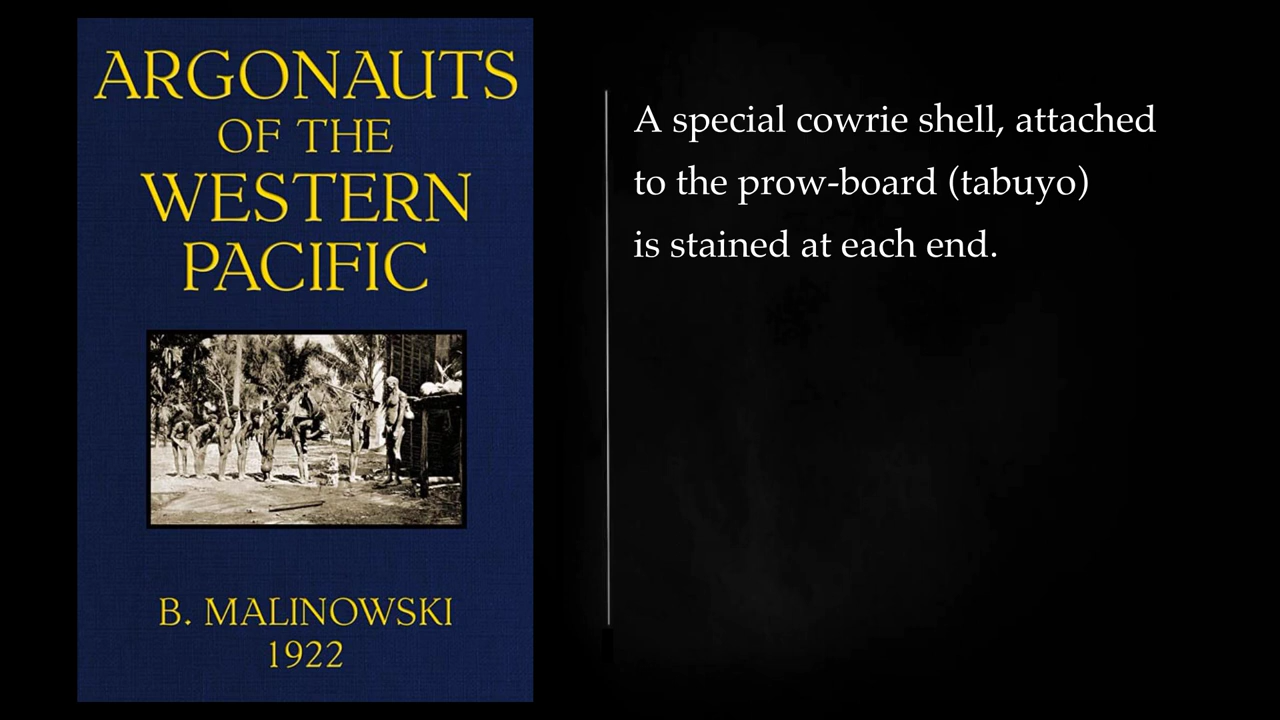 ARGONAUTS
OF THE
WESTERN
PACIFIC
B. MALINOWSKI
1922
A special cowrie shell, attached
to the prow-board (tabuyo)
is stained at each end.